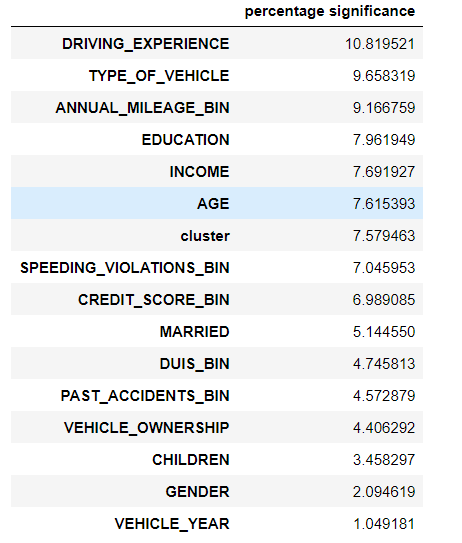 percentage significance
DRIVING_EXPERIENCE 10.819521
TYPE_OF_VEHICLE 9.658319
ANNUAL_MILEAGE_BIN 9.166759
EDUCATION 7.961949
INCOME 7.691927
AGE 7.615393
cluster 7.579463
SPEEDING_VIOLATIONS_BIN 7.045953
CREDIT_SCORE_BIN 6.989085
MARRIED 5.144550
DUIS_BIN 4.745813
PAST_ACCIDENTS_BIN 4.572879
VEHICLE_OWNERSHIP 4.406292
CHILDREN 3.458297
GENDER 2.094619
VEHICLE_YEAR 1.049181